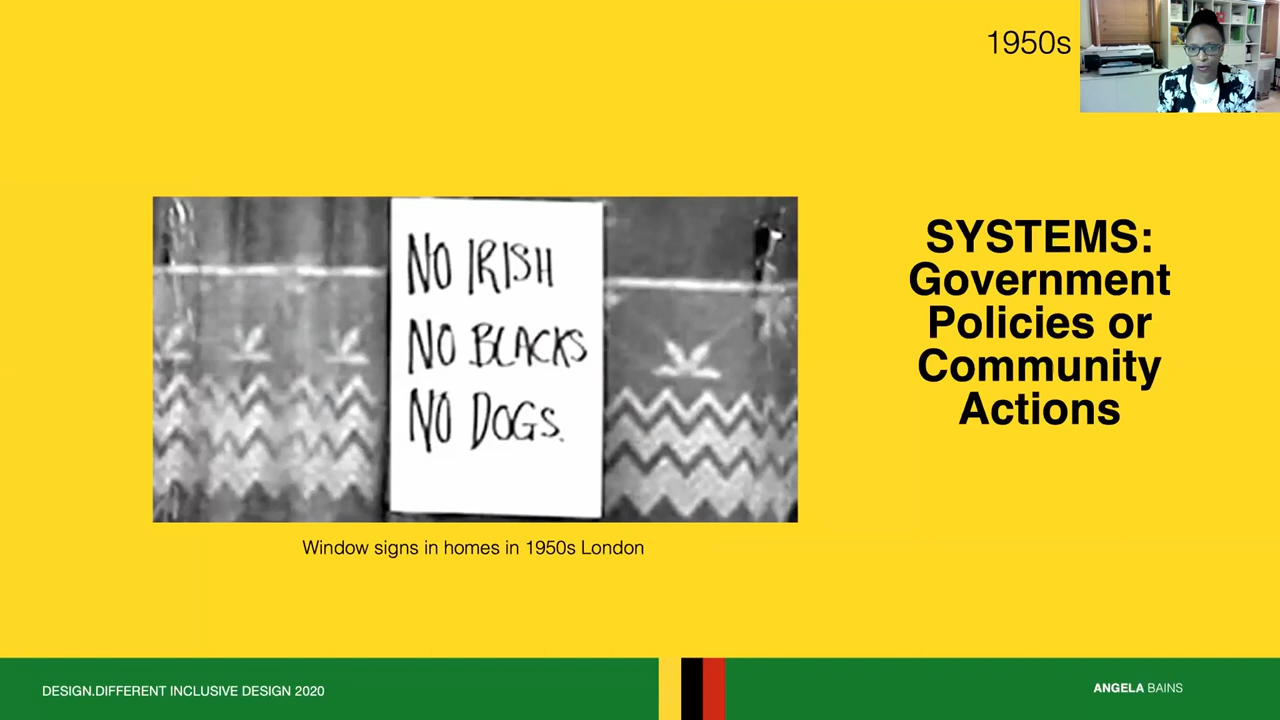 1950s
NO IRISH
NO BLACKS
NO DOGS.
SYSTEMS:
Government
Policies or
Community
Actions
Window signs in homes in 1950s London
DESIGN.DIFFERENT INCLUSIVE DESIGN 2020
ANGELA BAINS